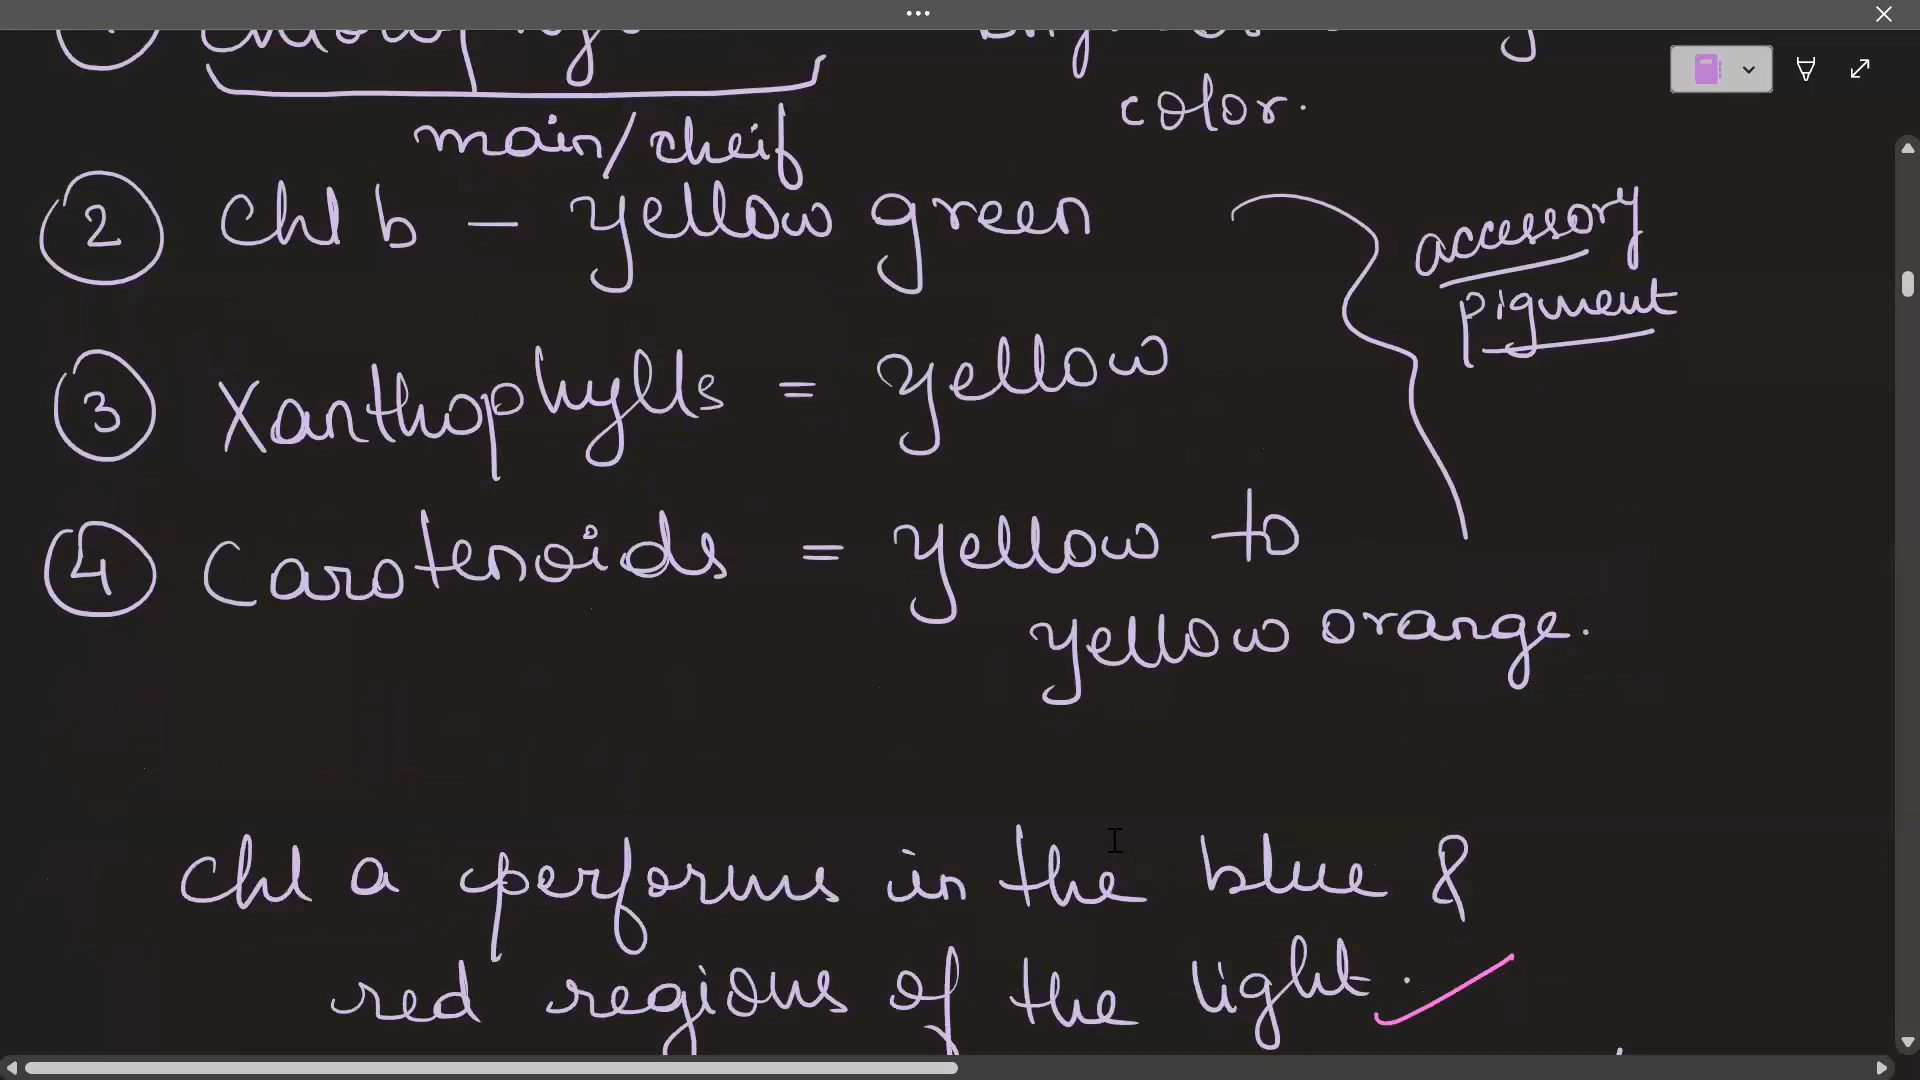 color.
main/cheif
2 chl b – yellow green
accessory
pigment
3 Xanthophylls = yellow
4 Carotenoids = yellow to
yellow orange.
chl a performs in the blue &
red regions of the light.